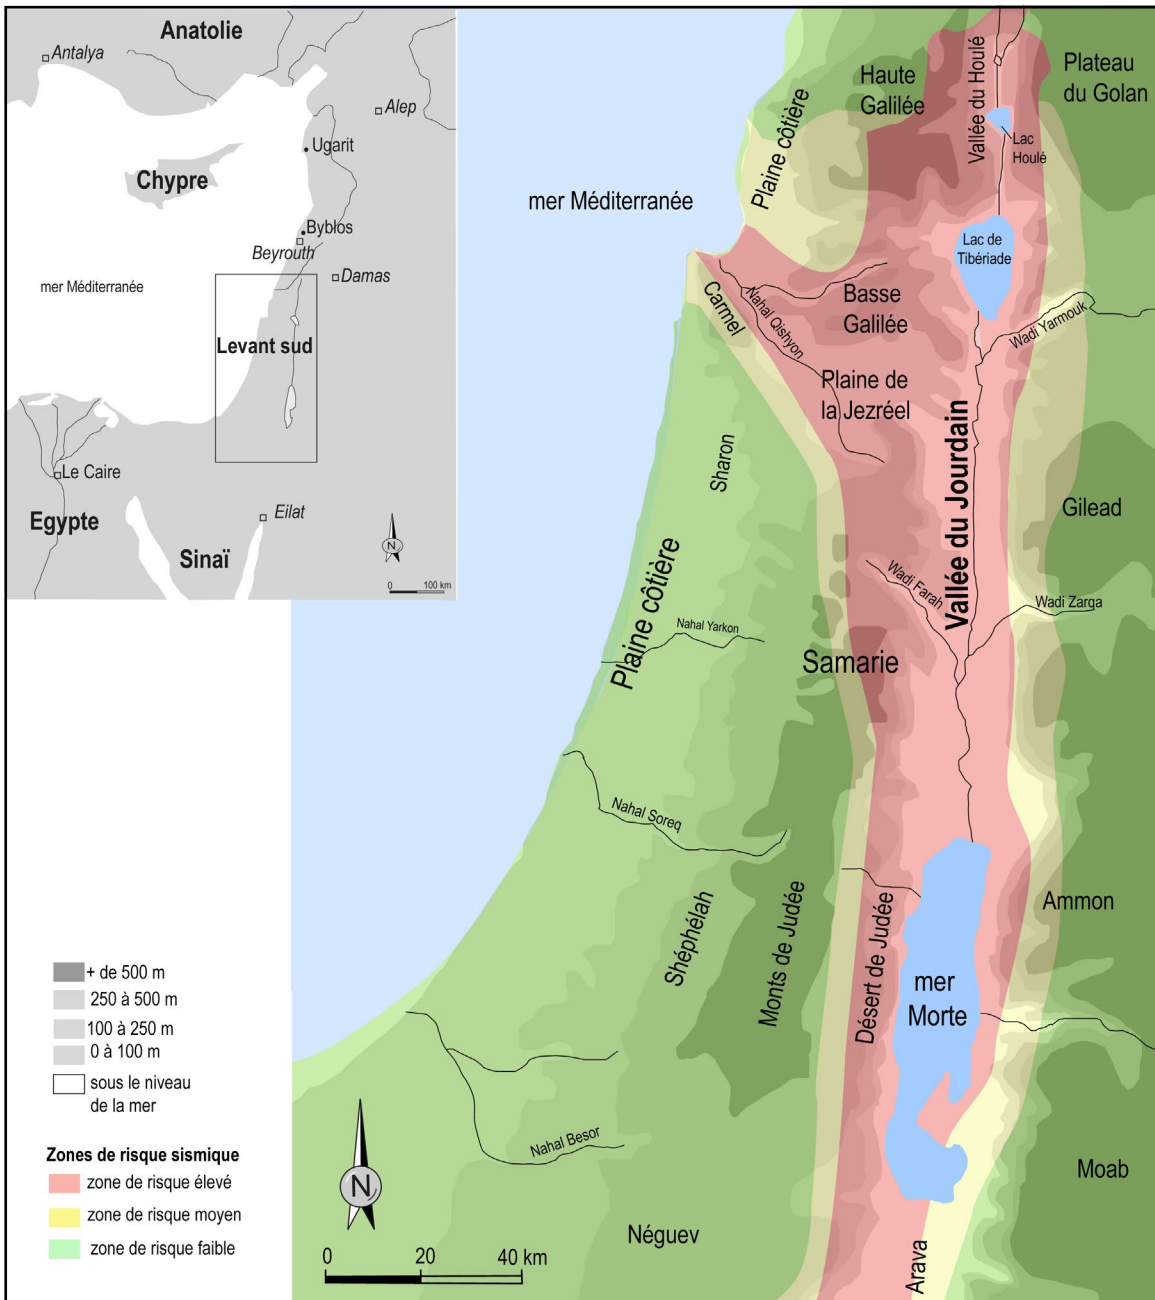 Anatolie
Antalya
Alep
Ugarit
Chypre
Byblos
Beyrouth
Damas
mer Méditerranée
Levant sud
Le Caire
Egypte
Eilat
Sinaï
N
0 100 km
Haute
Galilée
Vallée du Houlé
Plateau
du Golan
Lac
Houlé
Plaine côtière
mer Méditerranée
Lac de
Tibériade
Carmel
Nahal Qishyon
Basse
Galilée
Wadi Yarmouk
Plaine de
la Jezréel
Vallée du Jourdain
Sharon
Gilead
Plaine côtière
Wadi Farah
Wadi Zarga
Nahal Yarkon
Samarie
Nahal Soreq
Shéphélah
Monts de Judée
Désert de Judée
Ammon
mer
Morte
Nahal Besor
Moab
Néguev
Arava
+ de 500 m
250 à 500 m
100 à 250 m
0 à 100 m
sous le niveau
de la mer
Zones de risque sismique
zone de risque élevé
zone de risque moyen
zone de risque faible
N
0 20 40 km